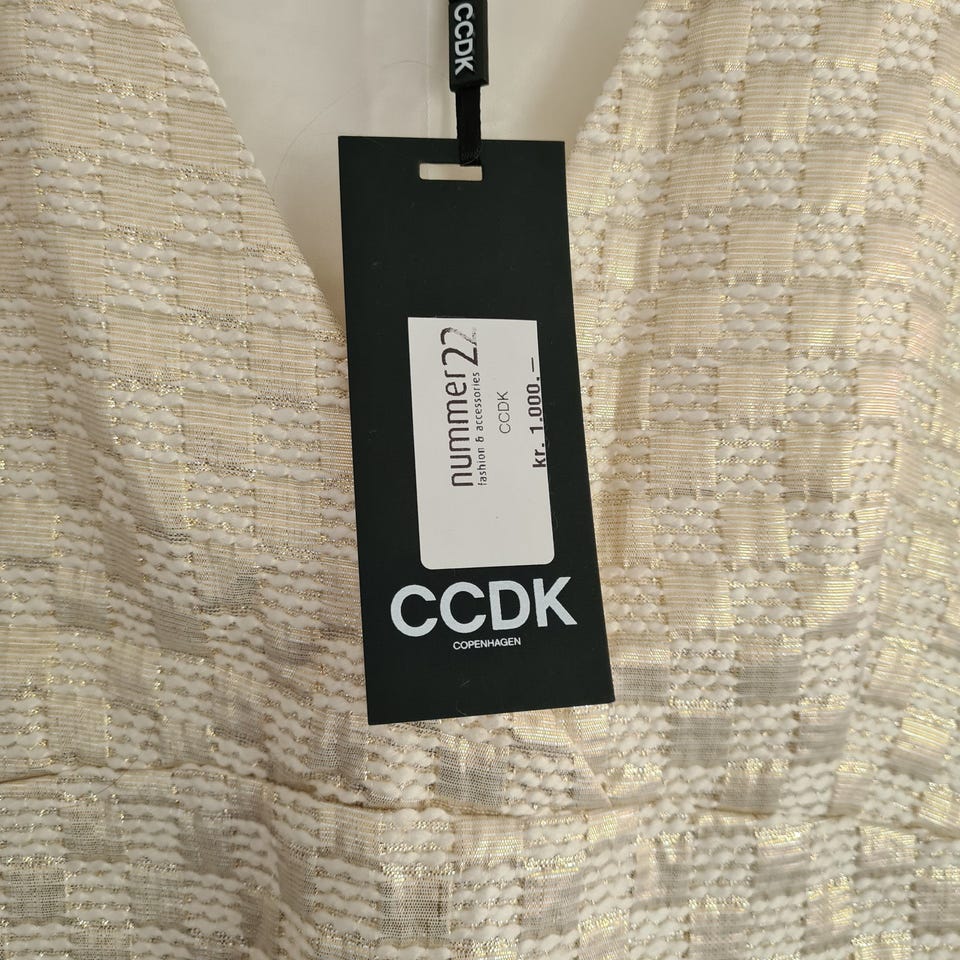 CCDK
nummer22
fashion & accessories
CCDK
kr. 1.000.—
CCDK
COPENHAGEN